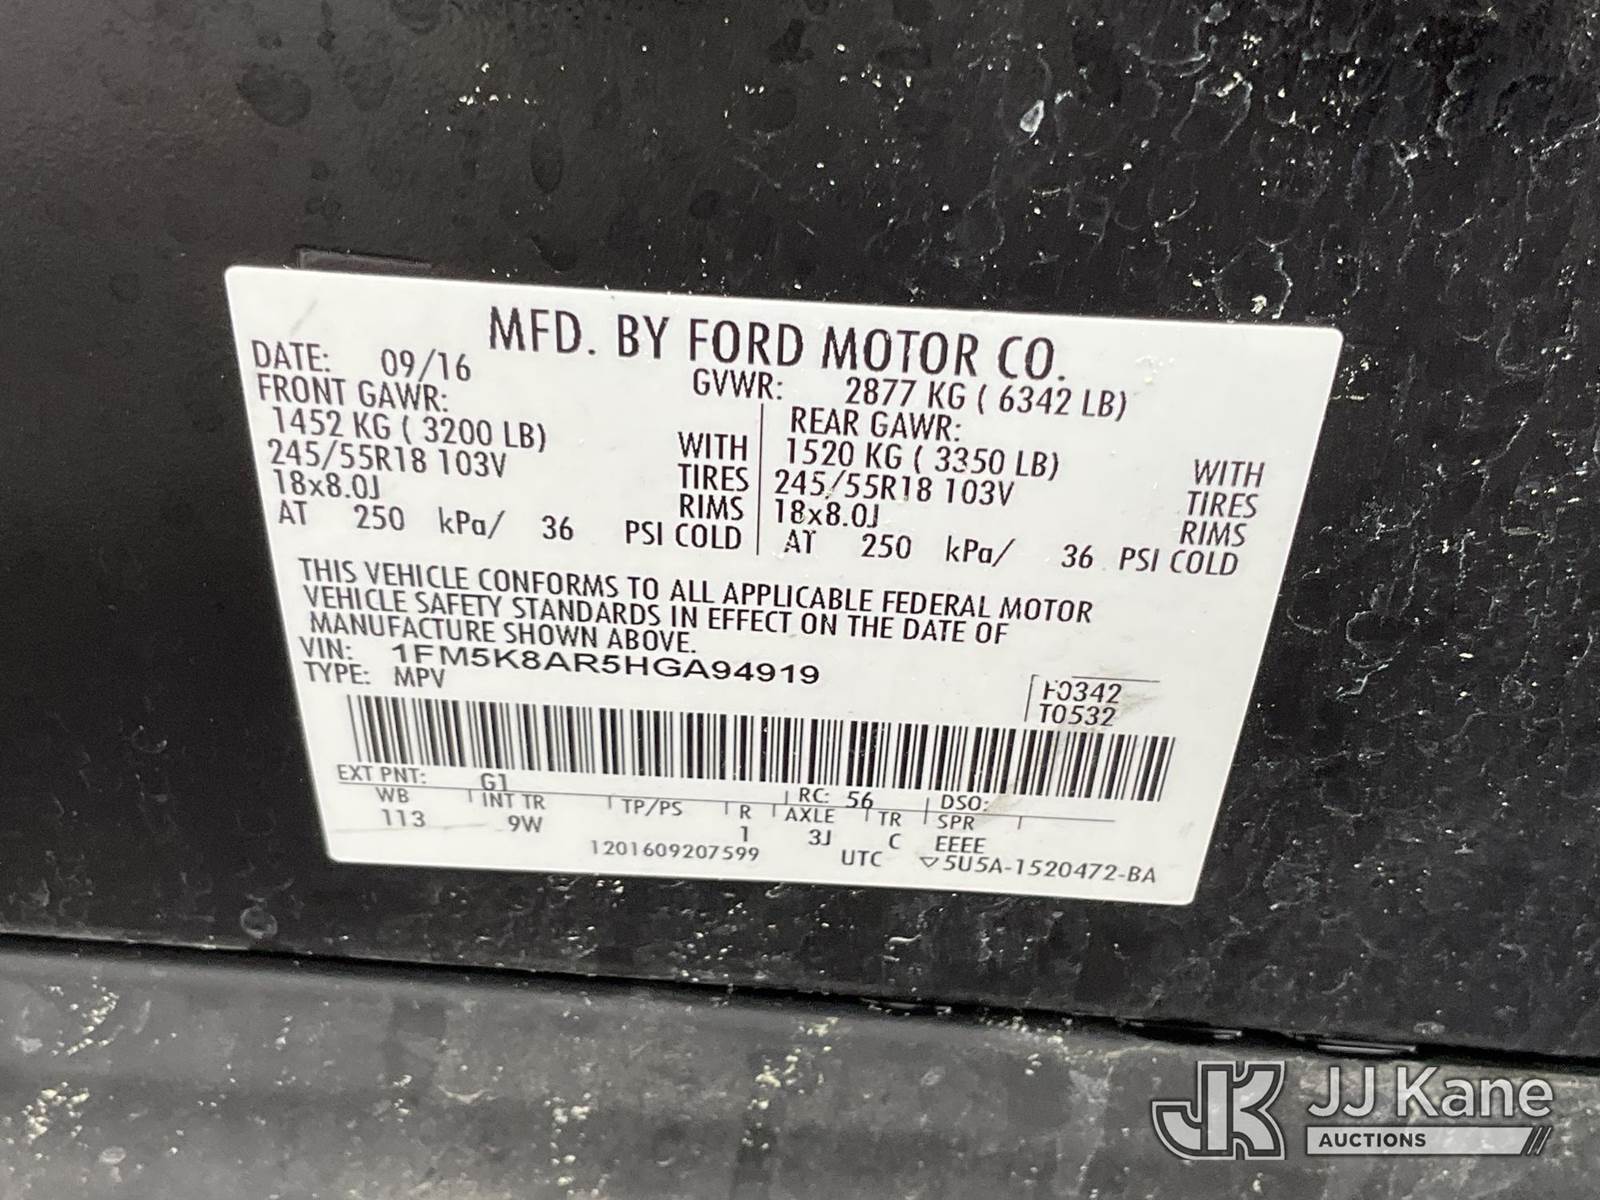 MFD. BY FORD MOTOR CO.
DATE: 09/16 GVWR: 2877 KG ( 6342 LB)
FRONT GAWR: REAR GAWR:
1452 KG ( 3200 LB) WITH 1520 KG ( 3350 LB) WITH
245/55R18 103V TIRES 245/55R18 103V TIRES
18x8.0J RIMS 18x8.0J RIMS
AT 250 kPa/ 36 PSI COLD AT 250 kPa/ 36 PSI COLD
THIS VEHICLE CONFORMS TO ALL APPLICABLE FEDERAL MOTOR
VEHICLE SAFETY STANDARDS IN EFFECT ON THE DATE OF
MANUFACTURE SHOWN ABOVE.
VIN: 1FM5K8AR5HGA94919
TYPE: MPV
F0342
T0532
EXT PNT: G1 RC: 56 DSO:
WB INT TR TP/PS R AXLE TR SPR
113 9W 1 3J C EEEE
1201609207599 UTC ▽5U5A-1520472-BA
JK JJ Kane
AUCTIONS